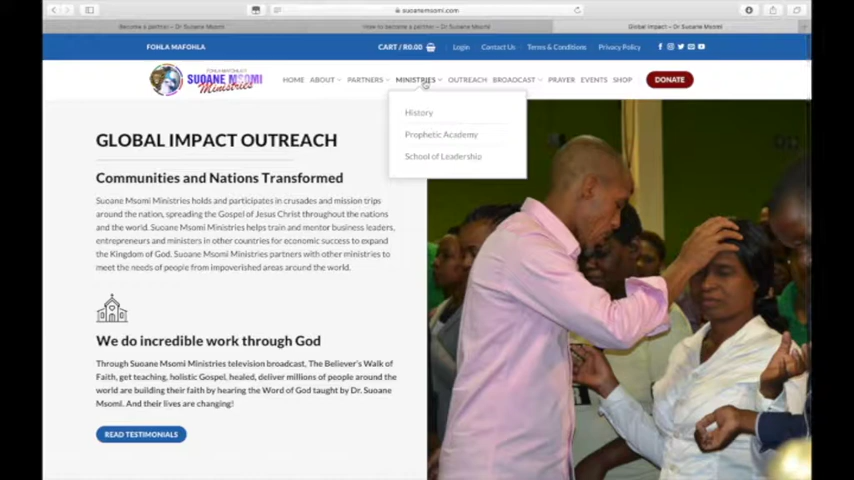 suoanemsomi.com
Become a partner – Dr Suoane Msomi
How to become a partner – Dr Suoane Msomi
Global Impact – Dr Suoane Msomi
FOHLA MAFOHLA
CART / R0.00
Login
Contact Us
Terms & Conditions
Privacy Policy
SUOANE MSOMI
Ministries
HOME
ABOUT
PARTNERS
MINISTRIES
OUTREACH
BROADCAST
PRAYER
EVENTS
SHOP
DONATE
History
Prophetic Academy
School of Leadership
GLOBAL IMPACT OUTREACH
Communities and Nations Transformed
Suoane Msomi Ministries holds and participates in crusades and mission trips
around the nation, spreading the Gospel of Jesus Christ throughout the nations
and the world. Suoane Msomi Ministries helps train and mentor business leaders,
entrepreneurs and ministers in other countries for economic success to expand
the Kingdom of God. Suoane Msomi Ministries partners with other ministries to
meet the needs of people from impoverished areas around the world.
We do incredible work through God
Through Suoane Msomi Ministries television broadcast, The Believer's Walk of
Faith, get teaching, holistic Gospel, healed, deliver millions of people around the
world are building their faith by hearing the Word of God taught by Dr. Suoane
Msomi. And their lives are changing!
READ TESTIMONIALS